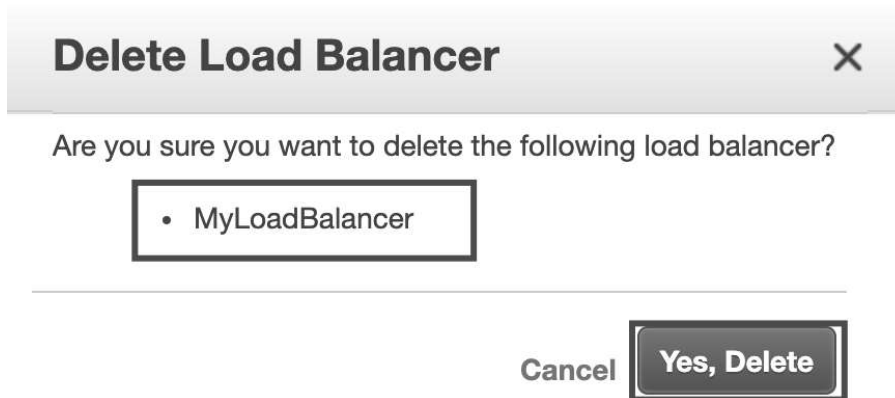 Delete Load Balancer
Are you sure you want to delete the following load balancer?
• MyLoadBalancer
Cancel Yes, Delete